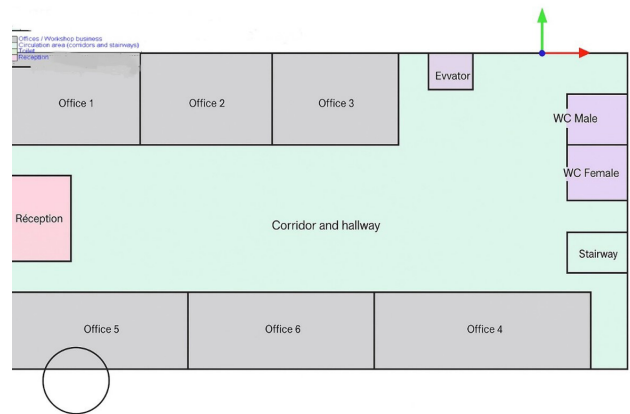 Offices / Workshop business
Circulation area (corridors and stairways)
Toilet
Reception
Evvator
Office 1
Office 2
Office 3
WC Male
WC Female
Réception
Corridor and hallway
Stairway
Office 5
Office 6
Office 4